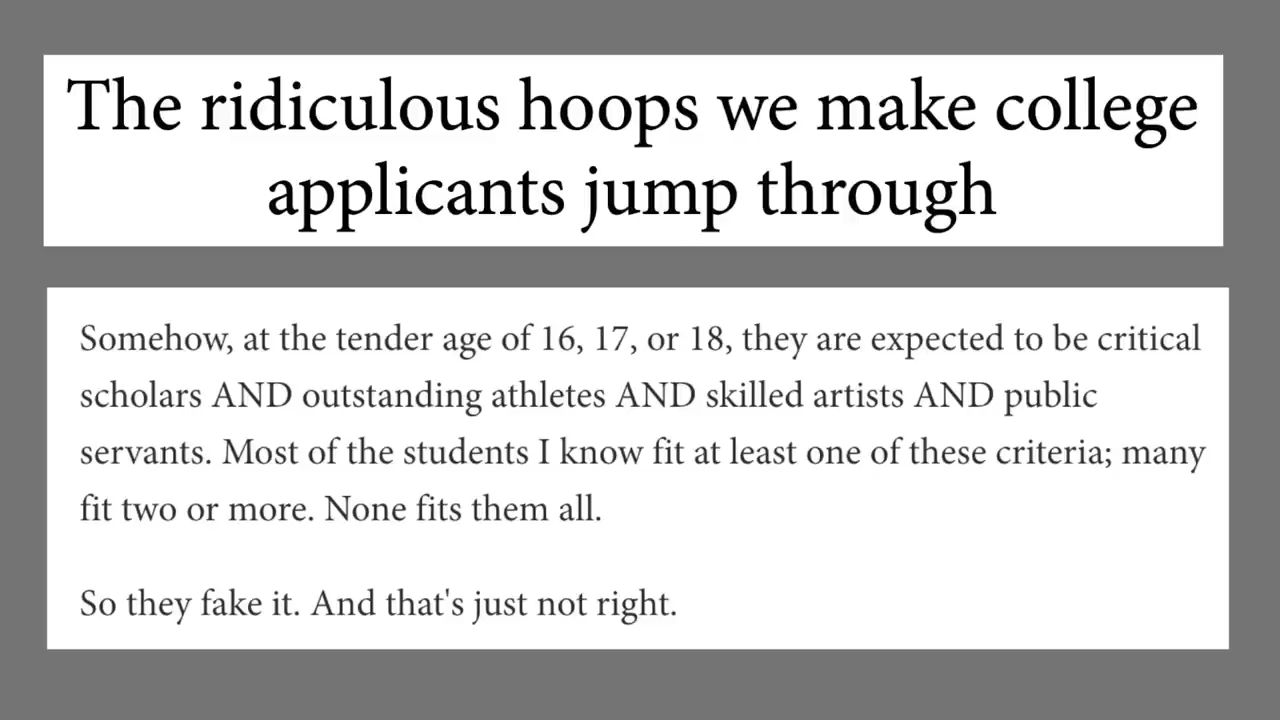 The ridiculous hoops we make college
applicants jump through
Somehow, at the tender age of 16, 17, or 18, they are expected to be critical
scholars AND outstanding athletes AND skilled artists AND public
servants. Most of the students I know fit at least one of these criteria; many
fit two or more. None fits them all.
So they fake it. And that's just not right.